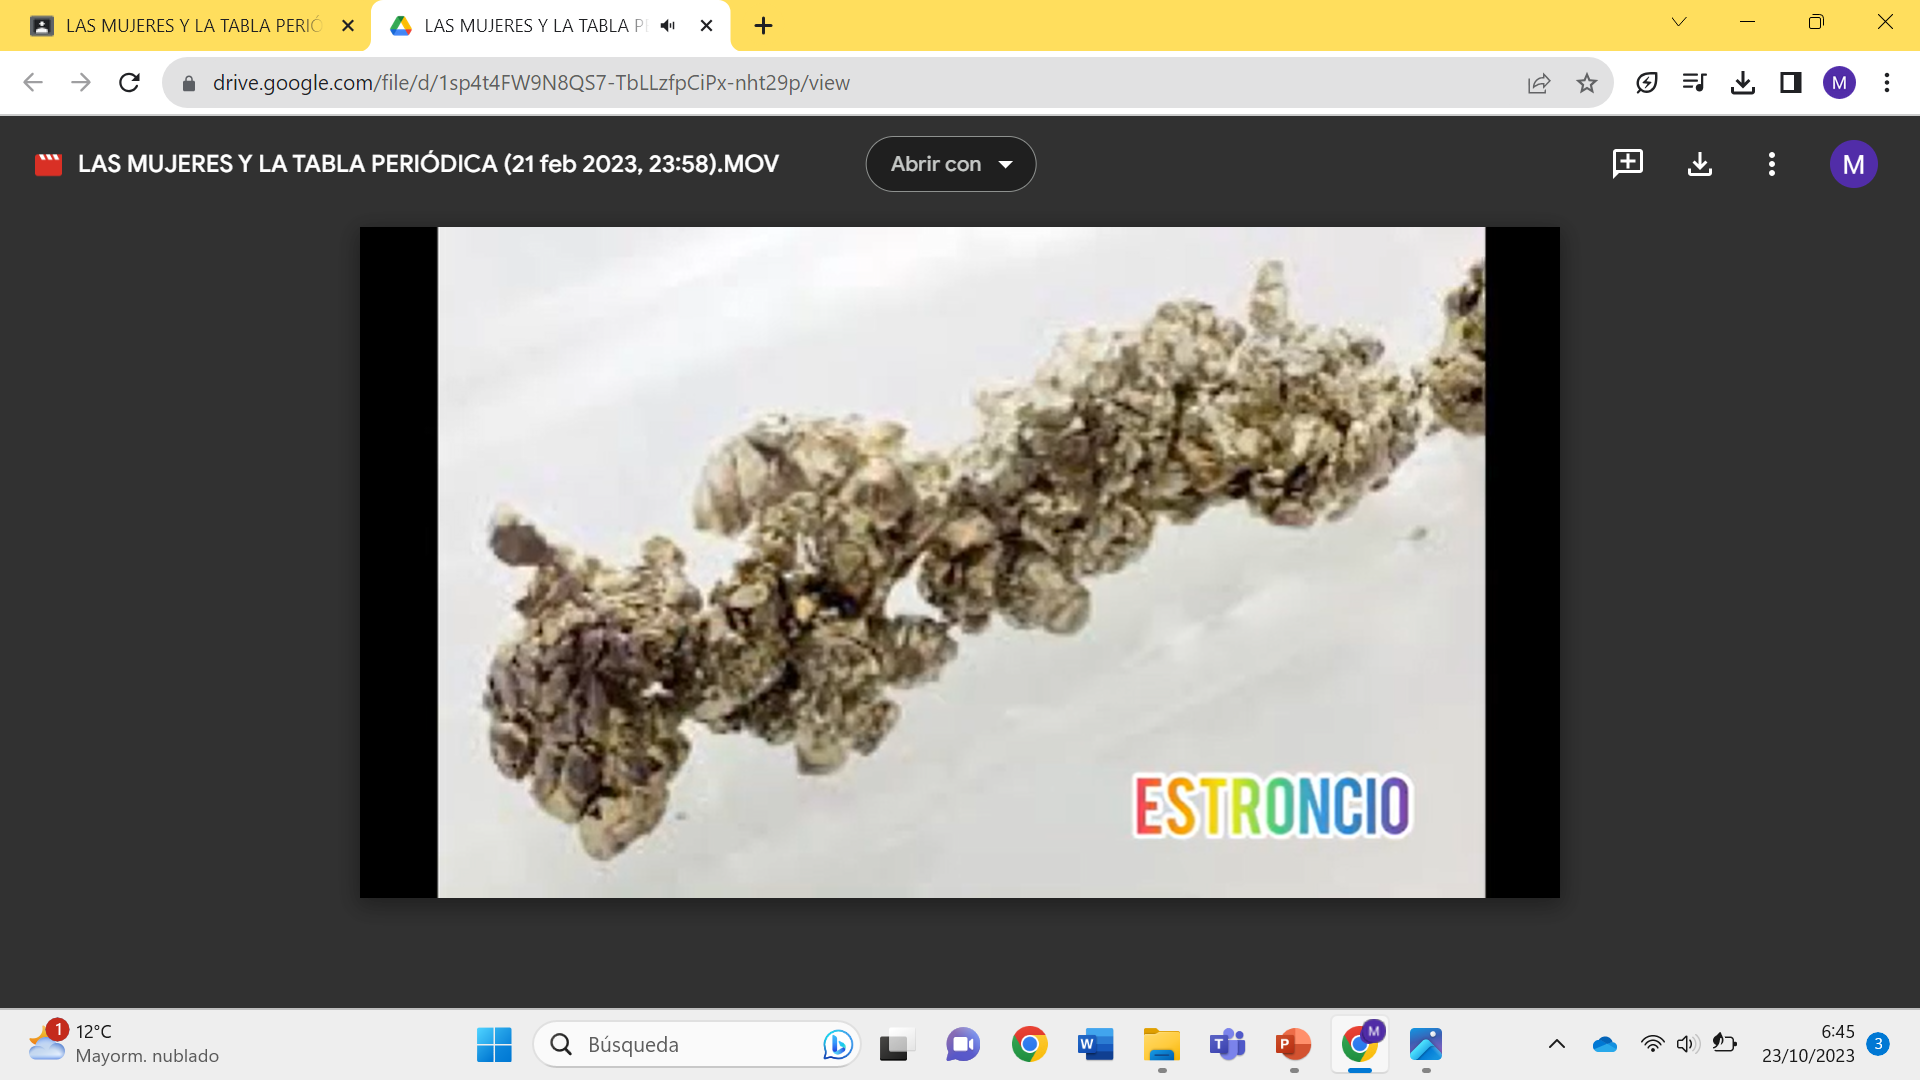 LAS MUJERES Y LA TABLA PERIÓ
LAS MUJERES Y LA TABLA P
drive.google.com/file/d/1sp4t4FW9N8QS7-TbLLzfpCiPx-nht29p/view
M
LAS MUJERES Y LA TABLA PERIÓDICA (21 feb 2023, 23:58).MOV
Abrir con
M
ESTRONCIO
1
12°C
Mayorm. nublado
Búsqueda
M
6:45
23/10/2023
3